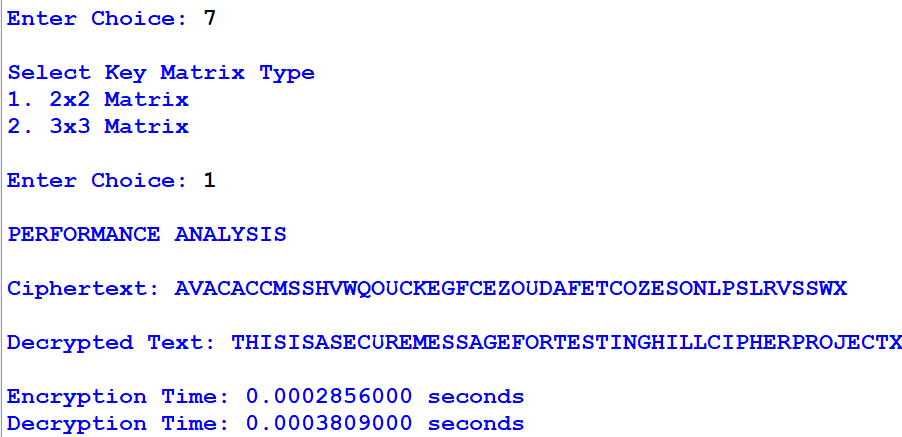 Enter Choice: 7
Select Key Matrix Type
1. 2x2 Matrix
2. 3x3 Matrix
Enter Choice: 1
PERFORMANCE ANALYSIS
Ciphertext: AVACACCMSSHVWQOUCKEGFCEZOUDAFETCOZESONLPSLRVSSWX
Decrypted Text: THISISASECUREMESSAGEFORTESTINGHILLCIPHERPROJECTX
Encryption Time: 0.0002856000 seconds
Decryption Time: 0.0003809000 seconds